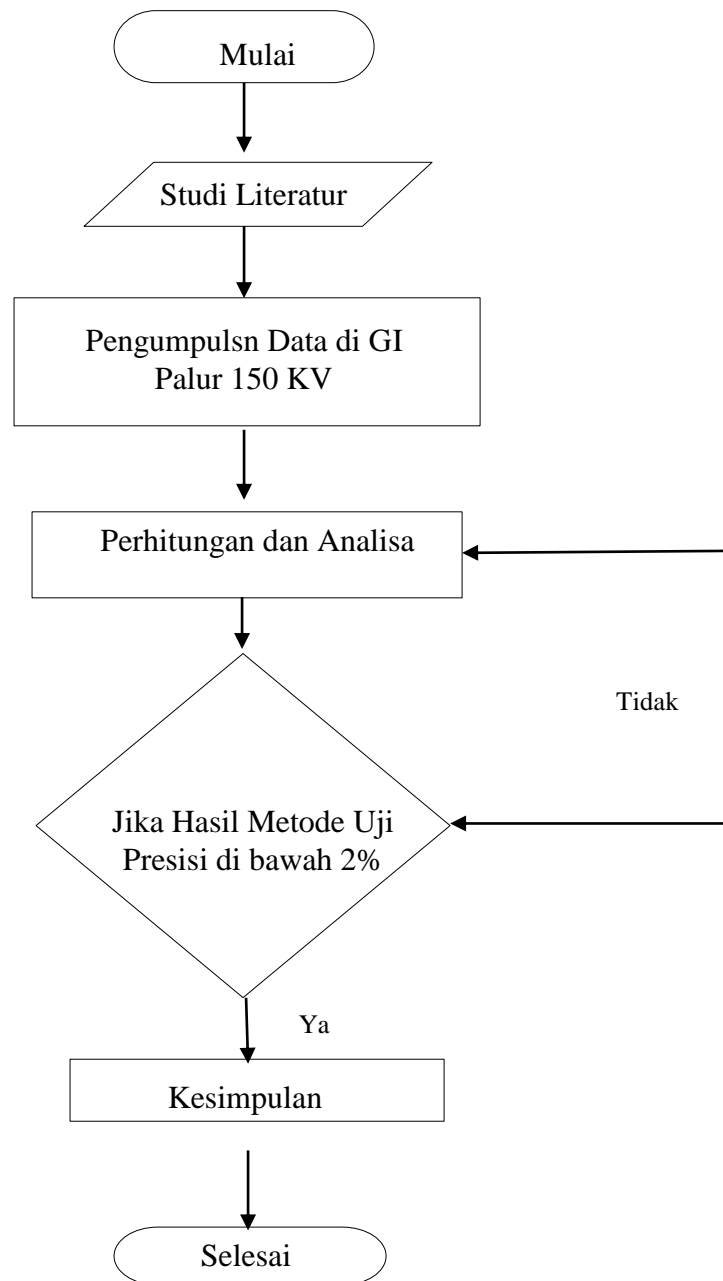 Mulai
Studi Literatur
Pengumpulsn Data di GI
Palur 150 KV
Perhitungan dan Analisa
Tidak
Jika Hasil Metode Uji
Presisi di bawah 2%
Ya
Kesimpulan
Selesai